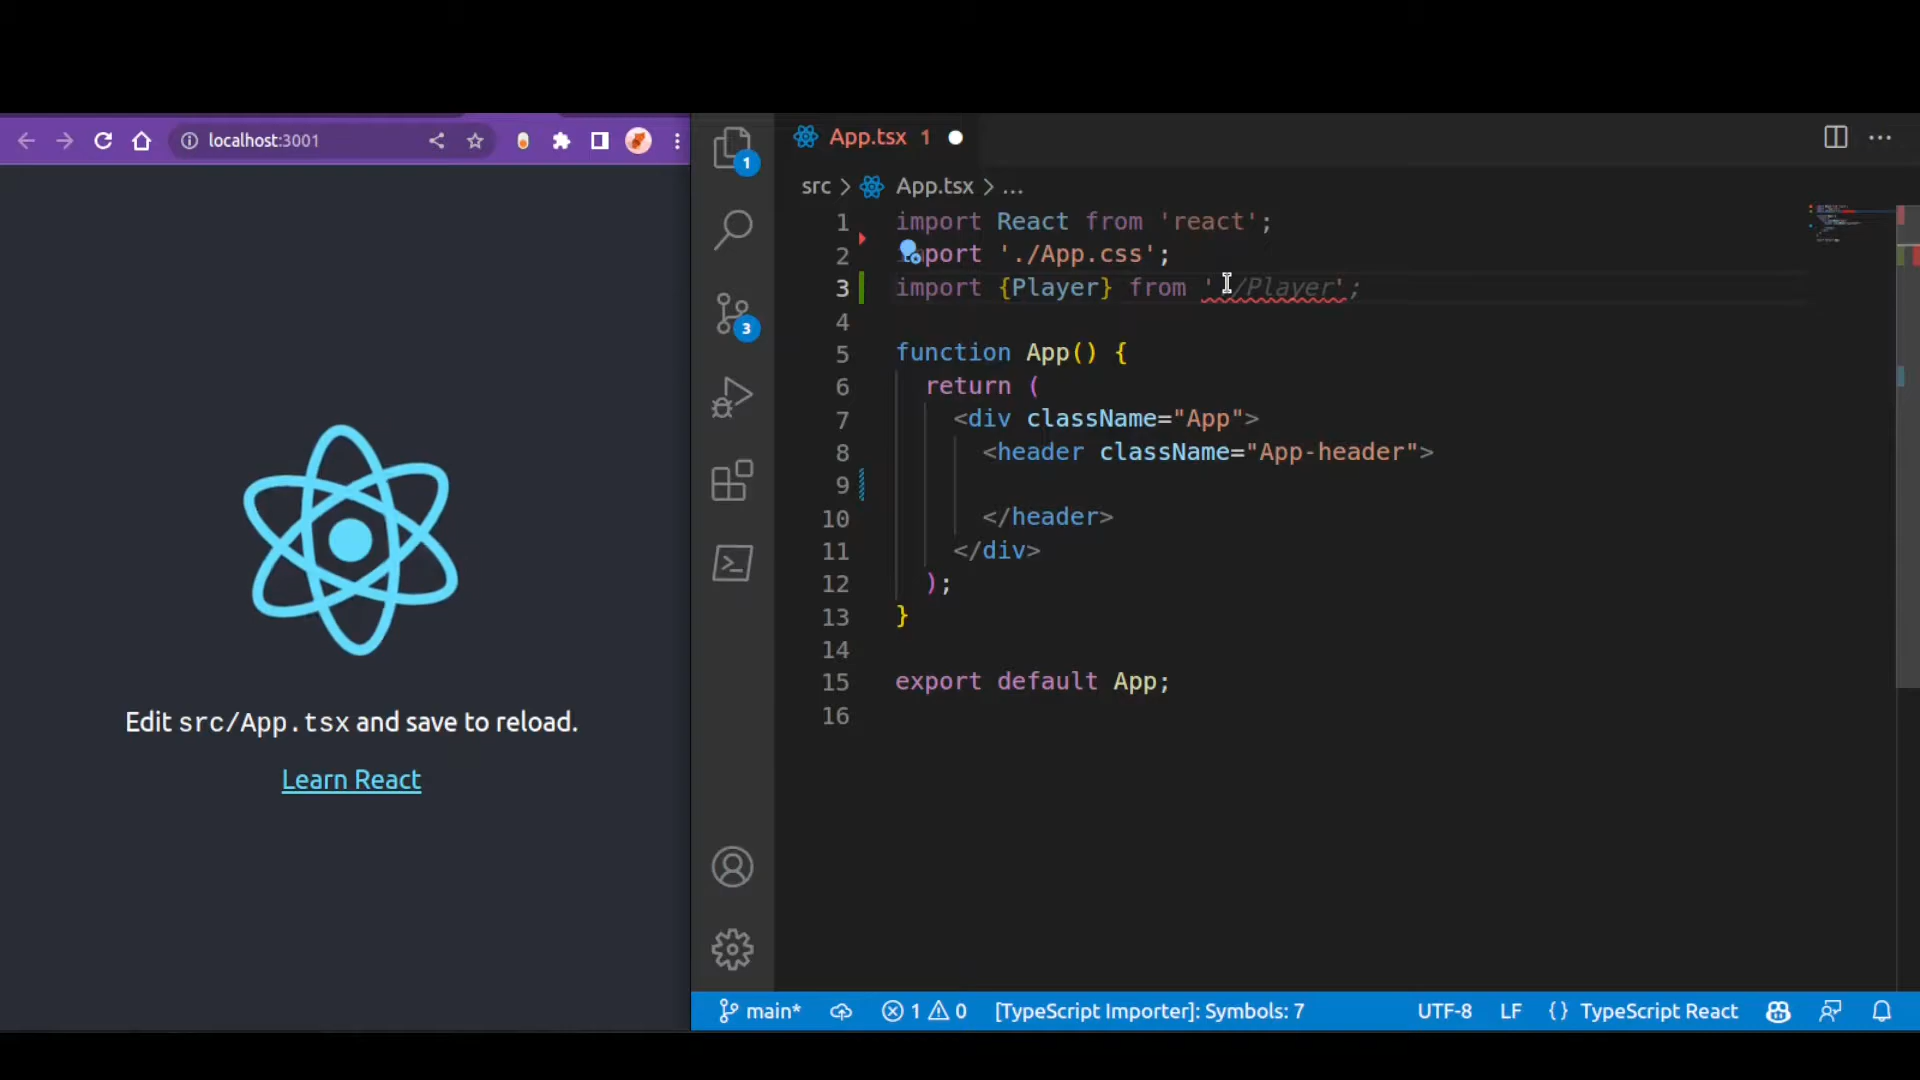 localhost:3001
Edit src/App.tsx and save to reload.
Learn React
1
3
App.tsx 1
src > App.tsx > ...
1 import React from 'react';
2 port './App.css';
3 import {Player} from './Player';
4
5 function App() {
6 return (
7 <div className="App">
8 <header className="App-header">
9
10 </header>
11 </div>
12 );
13 }
14
15 export default App;
16
main* 1 0 [TypeScript Importer]: Symbols: 7 UTF-8 LF {} TypeScript React